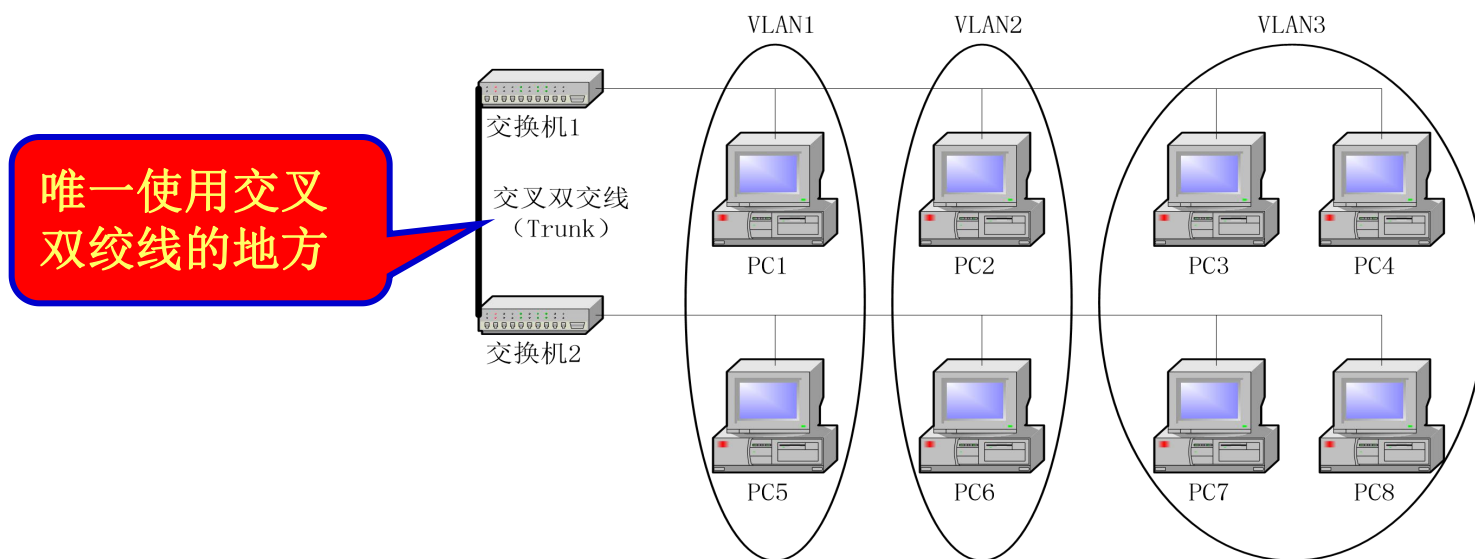 VLAN1 VLAN2 VLAN3
交换机1
唯一使用交叉
双绞线的地方
交叉双交线
（Trunk）
PC1 PC2 PC3 PC4
交换机2
PC5 PC6 PC7 PC8